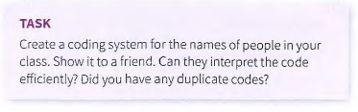 TASK
Create a coding system for the names of people in your
class. Show it to a friend. Can they interpret the code
efficiently? Did you have any duplicate codes?